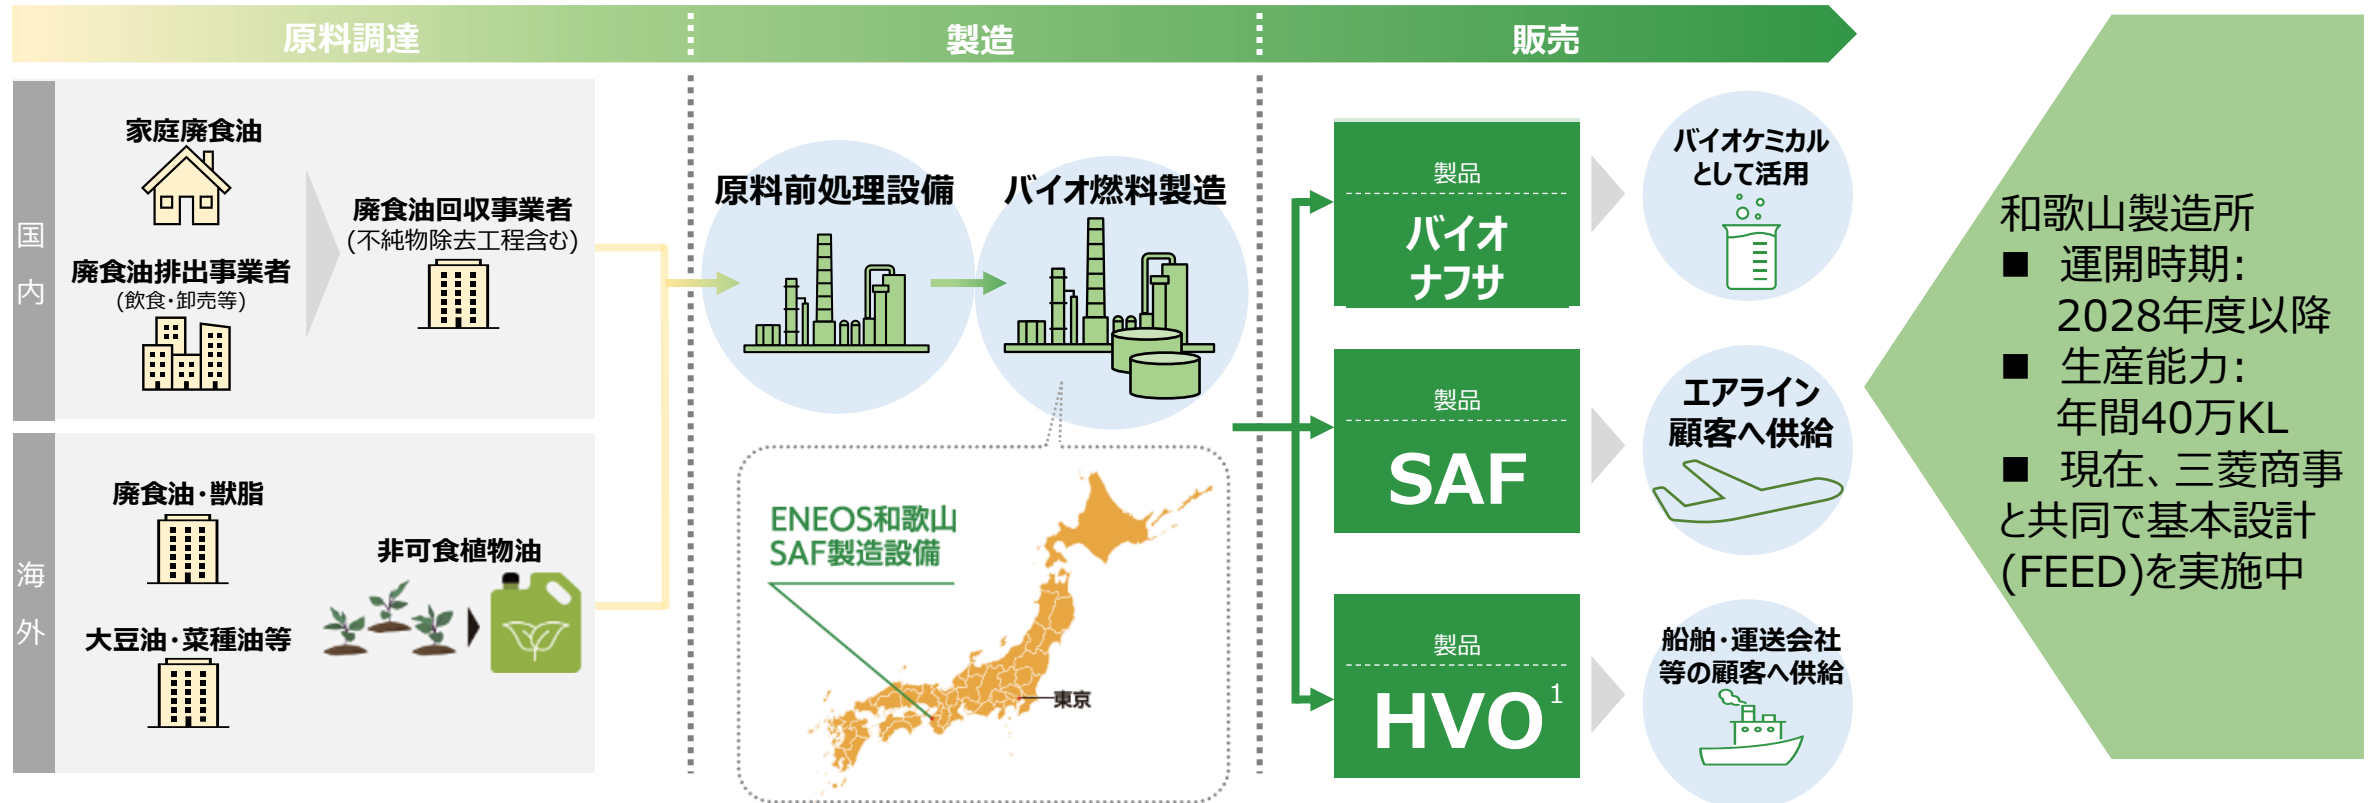 原料調達
製造
販売
国内
家庭廃食油
廃食油排出事業者
(飲食・卸売等)
廃食油回収事業者
(不純物除去工程含む)
海外
廃食油・獣脂
大豆油・菜種油等
非可食植物油
原料前処理設備
バイオ燃料製造
ENEOS和歌山
SAF製造設備
東京
製品
バイオ
ナフサ
バイオケミカル
として活用
製品
SAF
エアライン
顧客へ供給
製品
HVO1
船舶・運送会社
等の顧客へ供給
和歌山製造所
■ 運開時期:
2028年度以降
■ 生産能力:
年間40万KL
■ 現在、三菱商事
と共同で基本設計
(FEED)を実施中